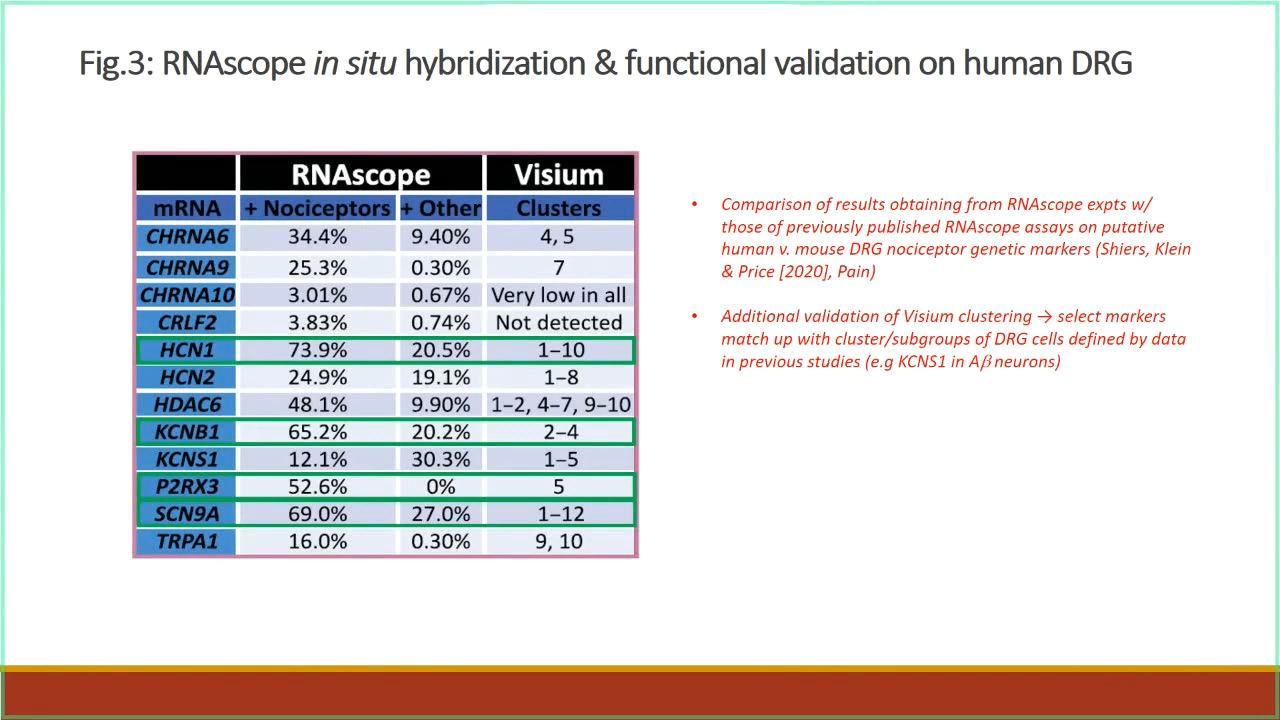 Fig.3: RNAscope in situ hybridization & functional validation on human DRG
RNAscope Visium
mRNA + Nociceptors + Other Clusters
CHRNA6 34.4% 9.40% 4, 5
CHRNA9 25.3% 0.30% 7
CHRNA10 3.01% 0.67% Very low in all
CRLF2 3.83% 0.74% Not detected
HCN1 73.9% 20.5% 1–10
HCN2 24.9% 19.1% 1–8
HDAC6 48.1% 9.90% 1–2, 4–7, 9–10
KCNB1 65.2% 20.2% 2–4
KCNS1 12.1% 30.3% 1–5
P2RX3 52.6% 0% 5
SCN9A 69.0% 27.0% 1–12
TRPA1 16.0% 0.30% 9, 10
• Comparison of results obtaining from RNAscope expts w/
those of previously published RNAscope assays on putative
human v. mouse DRG nociceptor genetic markers (Shiers, Klein
& Price [2020], Pain)
• Additional validation of Visium clustering → select markers
match up with cluster/subgroups of DRG cells defined by data
in previous studies (e.g KCNS1 in Aβ neurons)